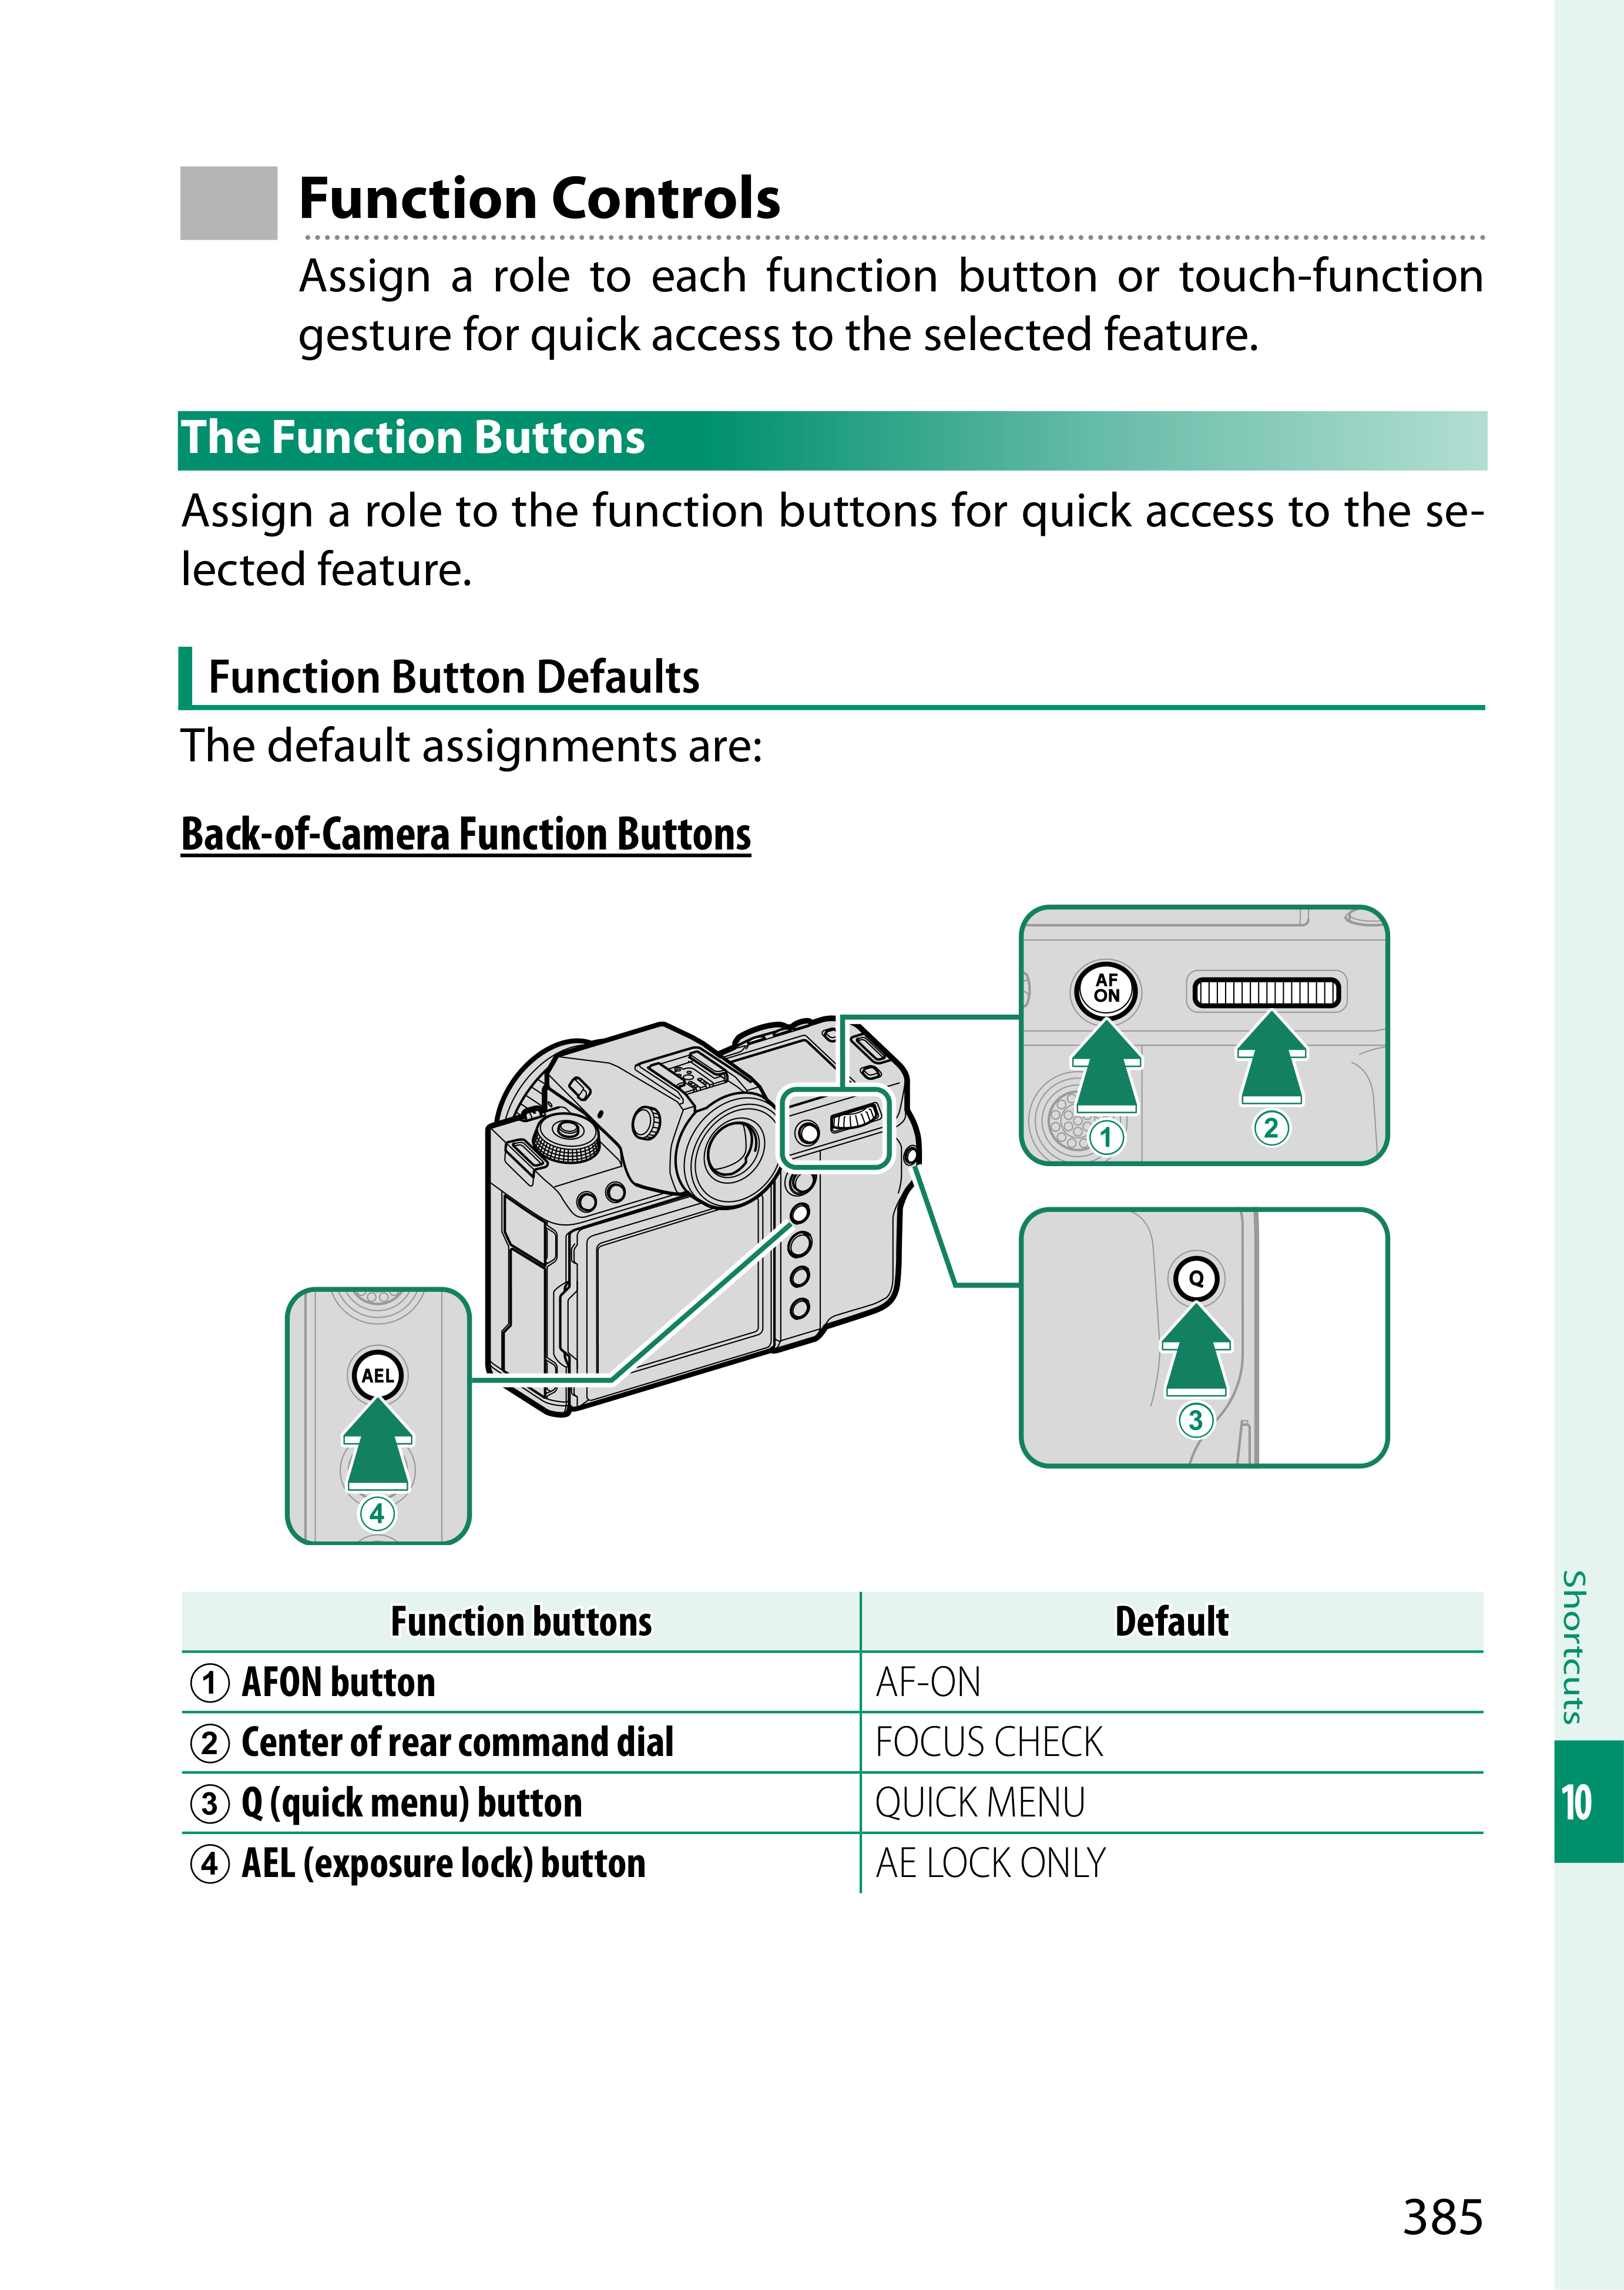 Function Controls
Assign a role to each function button or touch-function
gesture for quick access to the selected feature.
The Function Buttons
Assign a role to the function buttons for quick access to the se-
lected feature.
Function Button Defaults
The default assignments are:
Back-of-Camera Function Buttons
AF
ON
①
②
Q
③
AEL
④
Function buttons Default
① AFON button AF-ON
② Center of rear command dial FOCUS CHECK
③ Q (quick menu) button QUICK MENU
④ AEL (exposure lock) button AE LOCK ONLY
Shortcuts
10
385